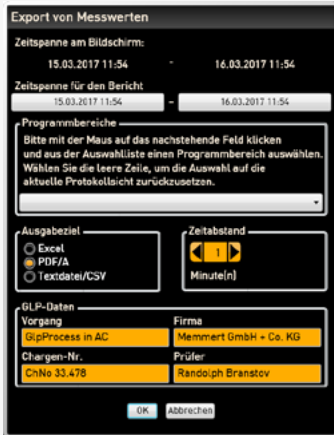 Export von Messwerten
Zeitspanne am Bildschirm:
15.03.2017 11:54 - 16.03.2017 11:54
Zeitspanne für den Bericht
15.03.2017 11:54 - 16.03.2017 11:54
Programmbereiche
Bitte mit der Maus auf das nachstehende Feld klicken
und aus der Auswahlliste einen Programmbereich auswählen.
Wählen Sie die leere Zeile, um die Auswahl auf die
aktuelle Protokollsicht zurückzusetzen.
Ausgabeziel
Excel
PDF/A
Textdatei/CSV
Zeitabstand
1
Minute(n)
GLP-Daten
Vorgang Firma
GlpProcess in AC Memmert GmbH + Co. KG
Chargen-Nr. Prüfer
ChNo 33.478 Randolph Branstov
OK Abbrechen